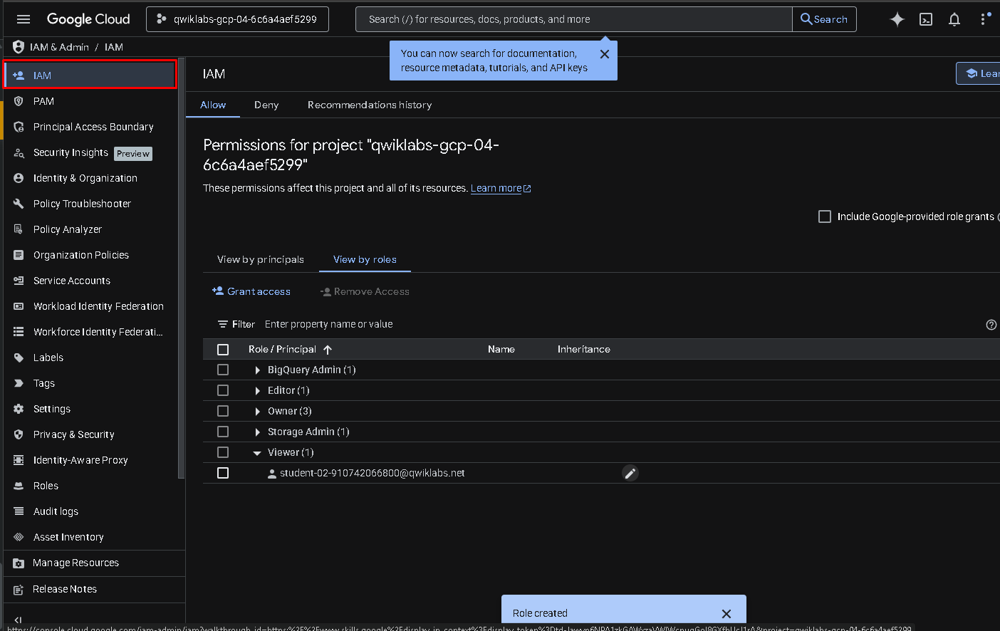 Google Cloud
qwiklabs-gcp-04-6c6a4aef5299
Search (/) for resources, docs, products, and more
Search
IAM & Admin / IAM
You can now search for documentation,
resource metadata, tutorials, and API keys
IAM
PAM
Principal Access Boundary
Security Insights Preview
Identity & Organization
Policy Troubleshooter
Policy Analyzer
Organization Policies
Service Accounts
Workload Identity Federation
Workforce Identity Federati...
Labels
Tags
Settings
Privacy & Security
Identity-Aware Proxy
Roles
Audit logs
Asset Inventory
Manage Resources
Release Notes
IAM
Lear
Allow
Deny
Recommendations history
Permissions for project "qwiklabs-gcp-04-
6c6a4aef5299"
These permissions affect this project and all of its resources. Learn more
Include Google-provided role grants
View by principals
View by roles
Grant access
Remove Access
Filter
Enter property name or value
Role / Principal
Name
Inheritance
BigQuery Admin (1)
Editor (1)
Owner (3)
Storage Admin (1)
Viewer (1)
student-02-910742066800@qwiklabs.net
Role created